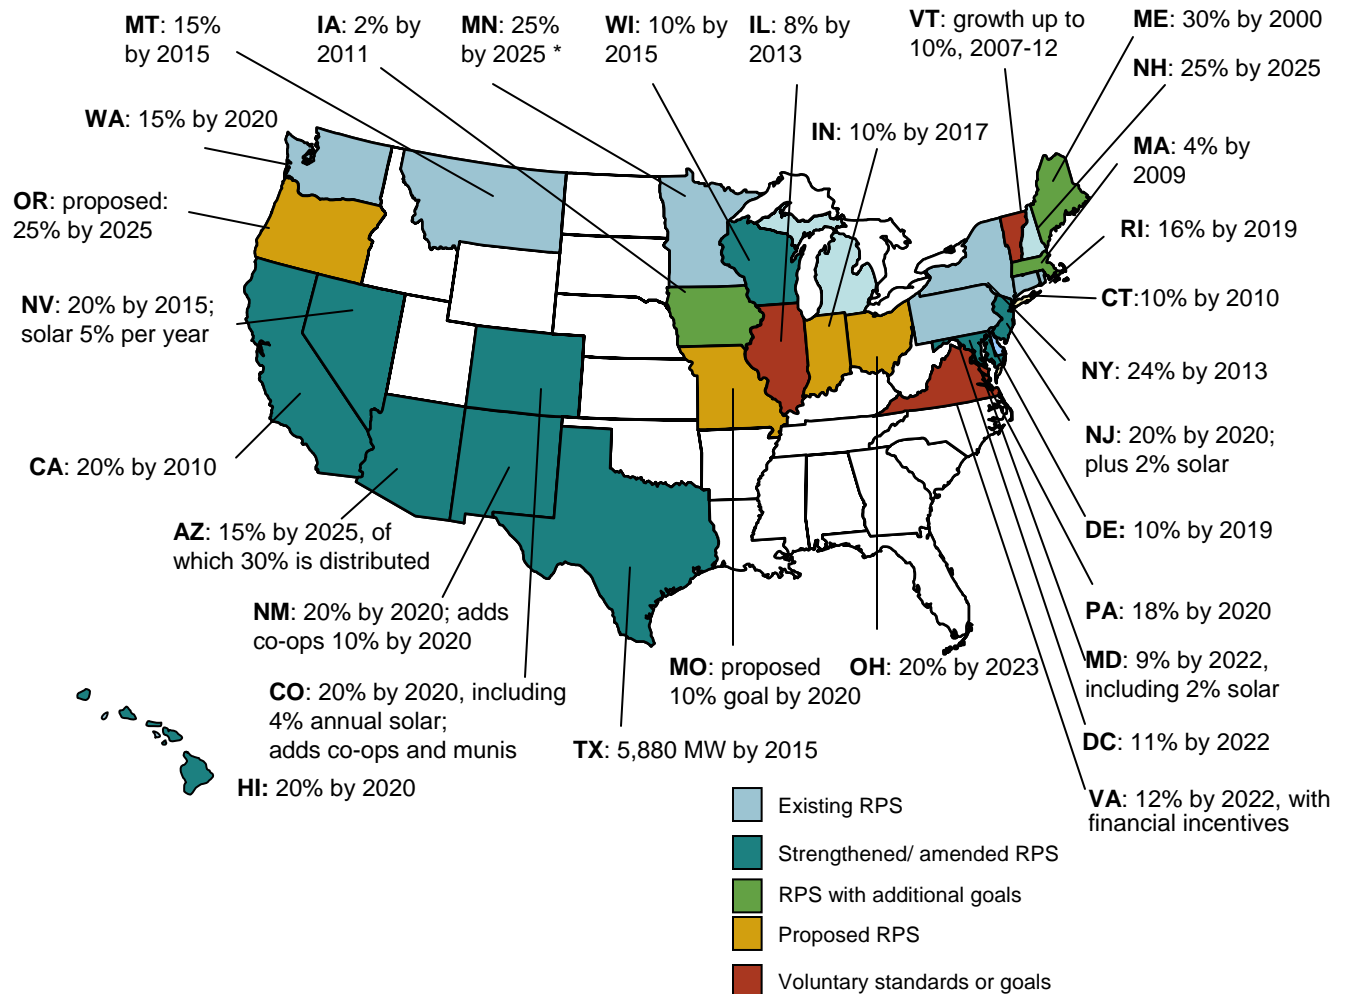 MT: 15%
by 2015
IA: 2% by
2011
MN: 25%
by 2025 *
WI: 10% by
2015
IL: 8% by
2013
VT: growth up to
10%, 2007-12
ME: 30% by 2000
NH: 25% by 2025
WA: 15% by 2020
IN: 10% by 2017
MA: 4% by
2009
OR: proposed:
25% by 2025
RI: 16% by 2019
NV: 20% by 2015;
solar 5% per year
CT:10% by 2010
NY: 24% by 2013
CA: 20% by 2010
NJ: 20% by 2020;
plus 2% solar
AZ: 15% by 2025, of
which 30% is distributed
DE: 10% by 2019
NM: 20% by 2020; adds
co-ops 10% by 2020
PA: 18% by 2020
MO: proposed
10% goal by 2020
OH: 20% by 2023
MD: 9% by 2022,
including 2% solar
CO: 20% by 2020, including
4% annual solar;
adds co-ops and munis
TX: 5,880 MW by 2015
DC: 11% by 2022
HI: 20% by 2020
VA: 12% by 2022, with
financial incentives
Existing RPS
Strengthened/ amended RPS
RPS with additional goals
Proposed RPS
Voluntary standards or goals